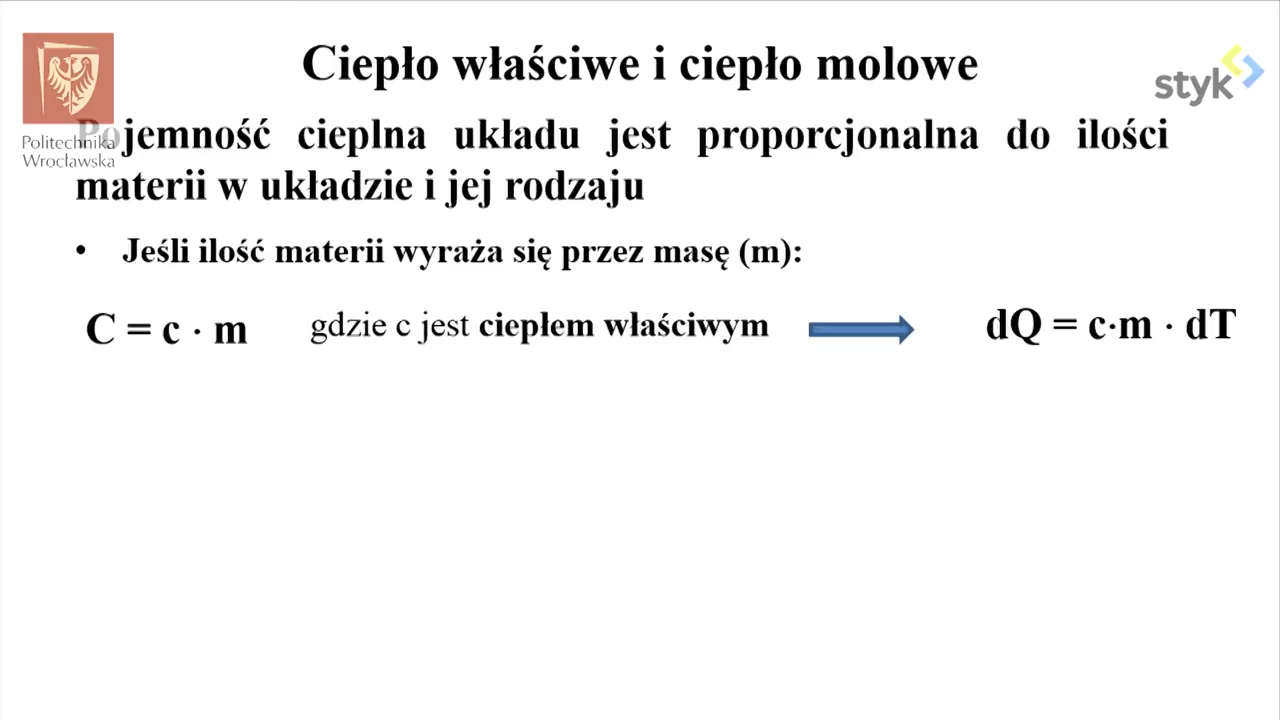 Ciepło właściwe i ciepło molowe
styk
Politechnika
Wrocławska
Pojemność cieplna układu jest proporcjonalna do ilości
materii w układzie i jej rodzaju
• Jeśli ilość materii wyraża się przez masę (m):
C = c · m gdzie c jest ciepłem właściwym dQ = c·m · dT